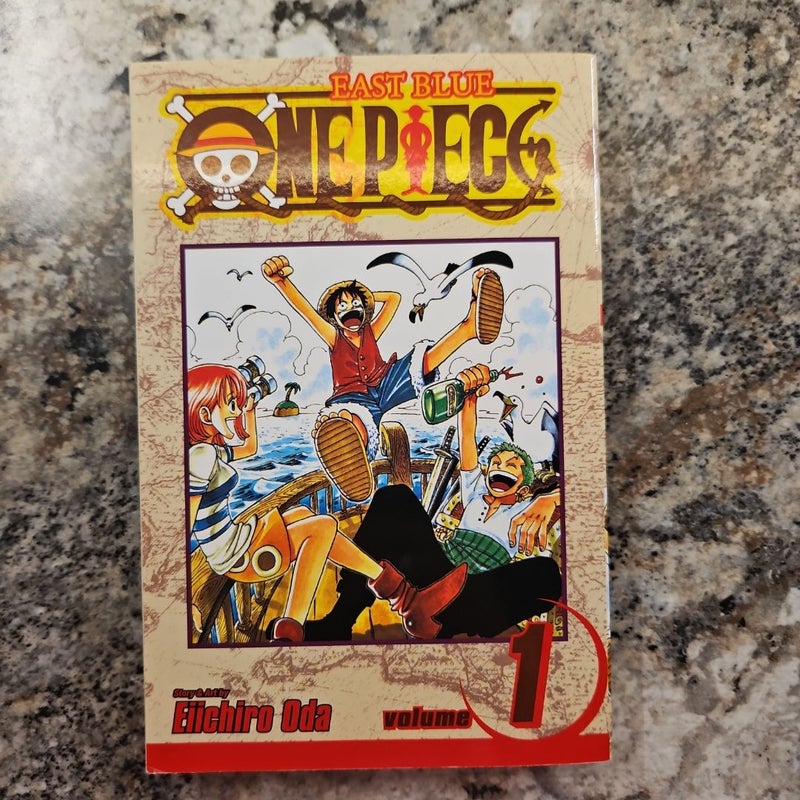 EAST BLUE
ONE PIECE
Story & Art by
Eiichiro Oda
volume 1